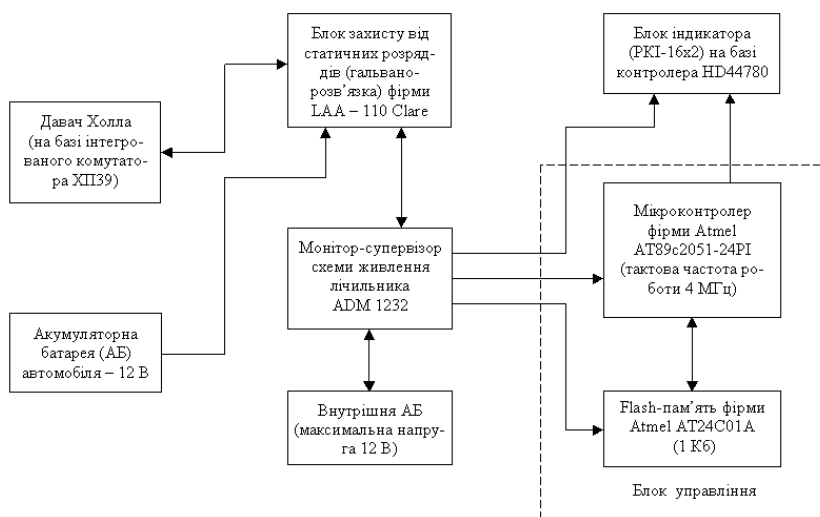 Блок захисту від
статичних розряд-
дів (гальвано-
розв’язка) фірми
LAA – 110 Clare
Блок індикатора
(РКІ-16x2) на базі
контролера HD44780
Давач Холла
(на базі інтегро-
ваного комутато-
ра ХП39)
Мікроконтролер
фірми Atmel
AT89c2051-24PI
(тактова частота ро-
боти 4 МГц)
Монітор-супервізор
схеми живлення
лічильника
ADM 1232
Акумуляторна
батарея (АБ)
автомобіля – 12 В
Внутрішня АБ
(максимальна напру-
га 12 В)
Flash-пам’ять фірми
Atmel AT24C01A
(1 Кб)
Блок управління